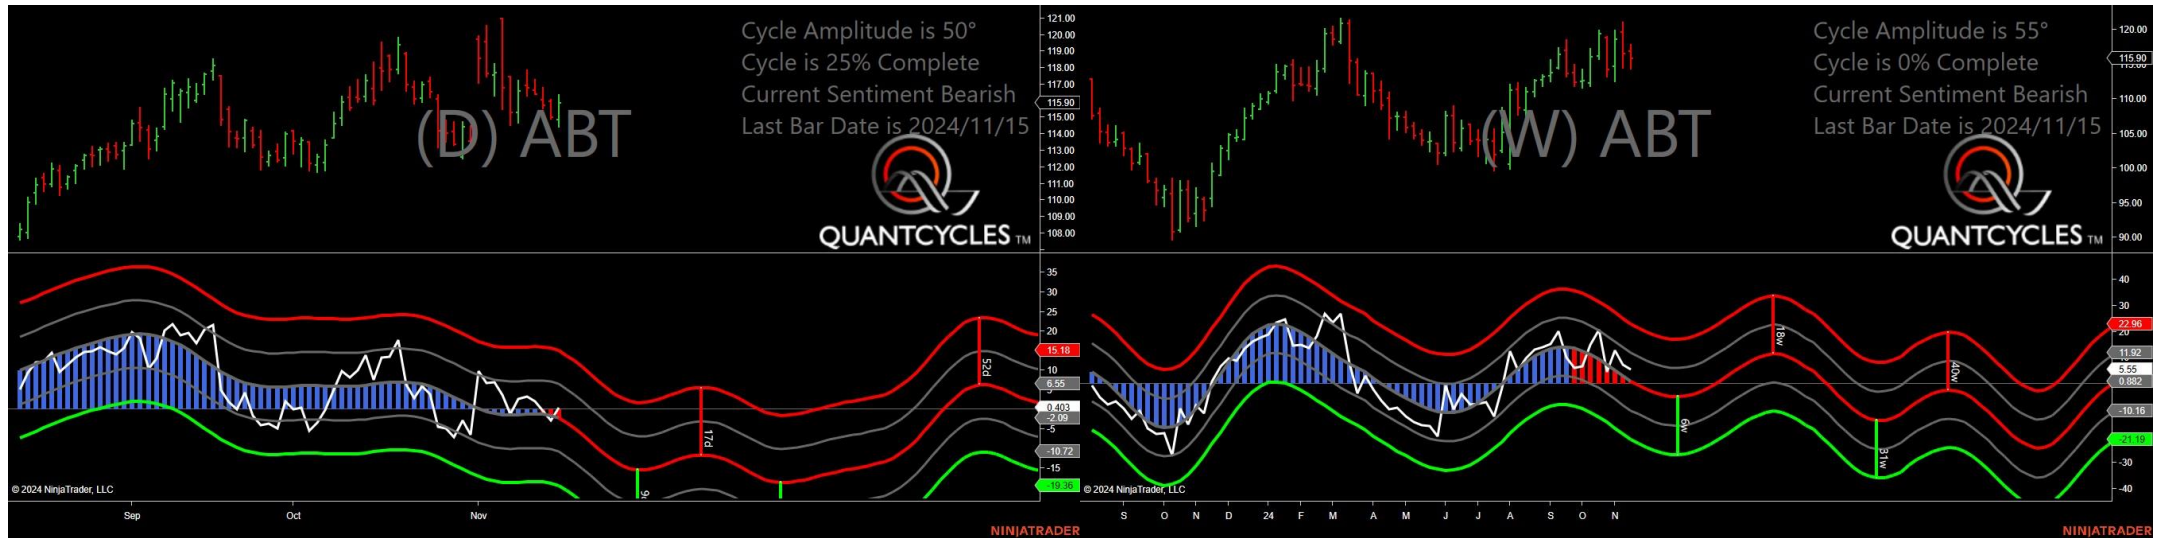 Cycle Amplitude is 50°
Cycle is 25% Complete
Current Sentiment Bearish
Last Bar Date is 2024/11/15
(D) ABT
QUANTCYCLES TM
121.00
120.00
119.00
118.00
117.00
115.90
115.00
114.00
113.00
112.00
111.00
110.00
109.00
108.00
35
30
25
20
15.18
10
6.55
5
0.403
-2.09
-5
-10.72
-15
-19.36
52d
17d
© 2024 NinjaTrader, LLC
Sep
Oct
Nov
NINJATRADER
Cycle Amplitude is 55°
Cycle is 0% Complete
Current Sentiment Bearish
Last Bar Date is 2024/11/15
(W) ABT
QUANTCYCLES TM
120.00
115.90
110.00
105.00
100.00
95.00
90.00
40
30
22.96
20
11.92
5.55
0.882
-10.16
-21.19
-30
-40
18w
40w
6w
31w
© 2024 NinjaTrader, LLC
S
O
N
D
24
F
M
A
M
J
J
A
S
O
N
NINJATRADER